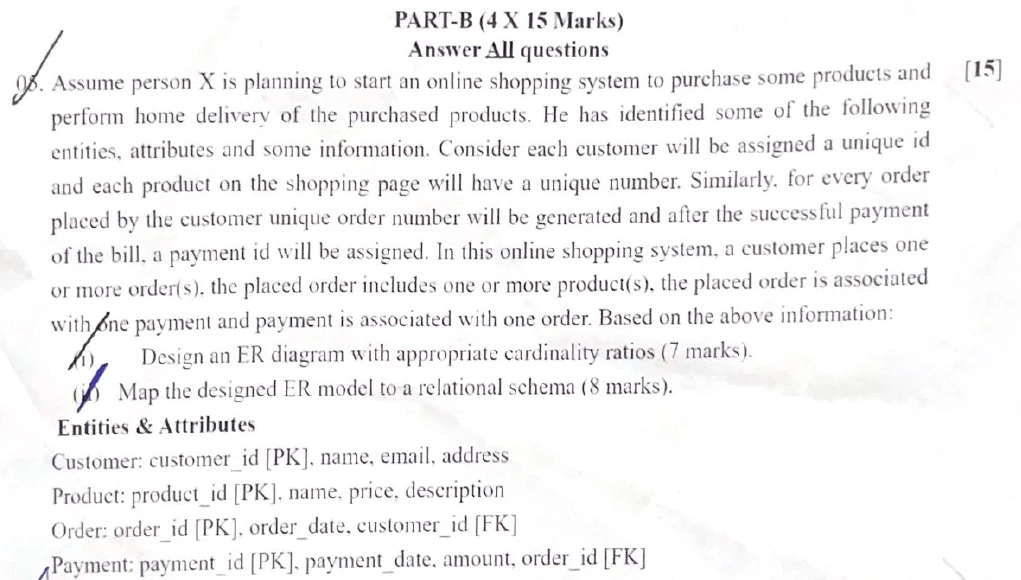 PART-B (4 X 15 Marks)
Answer All questions
Q6. Assume person X is planning to start an online shopping system to purchase some products and [15]
perform home delivery of the purchased products. He has identified some of the following
entities, attributes and some information. Consider each customer will be assigned a unique id
and each product on the shopping page will have a unique number. Similarly, for every order
placed by the customer unique order number will be generated and after the successful payment
of the bill, a payment id will be assigned. In this online shopping system, a customer places one
or more order(s), the placed order includes one or more product(s), the placed order is associated
with one payment and payment is associated with one order. Based on the above information:
(i) Design an ER diagram with appropriate cardinality ratios (7 marks).
(ii) Map the designed ER model to a relational schema (8 marks).
Entities & Attributes
Customer: customer_id [PK], name, email, address
Product: product_id [PK], name, price, description
Order: order_id [PK], order_date, customer_id [FK]
Payment: payment_id [PK], payment_date, amount, order_id [FK]